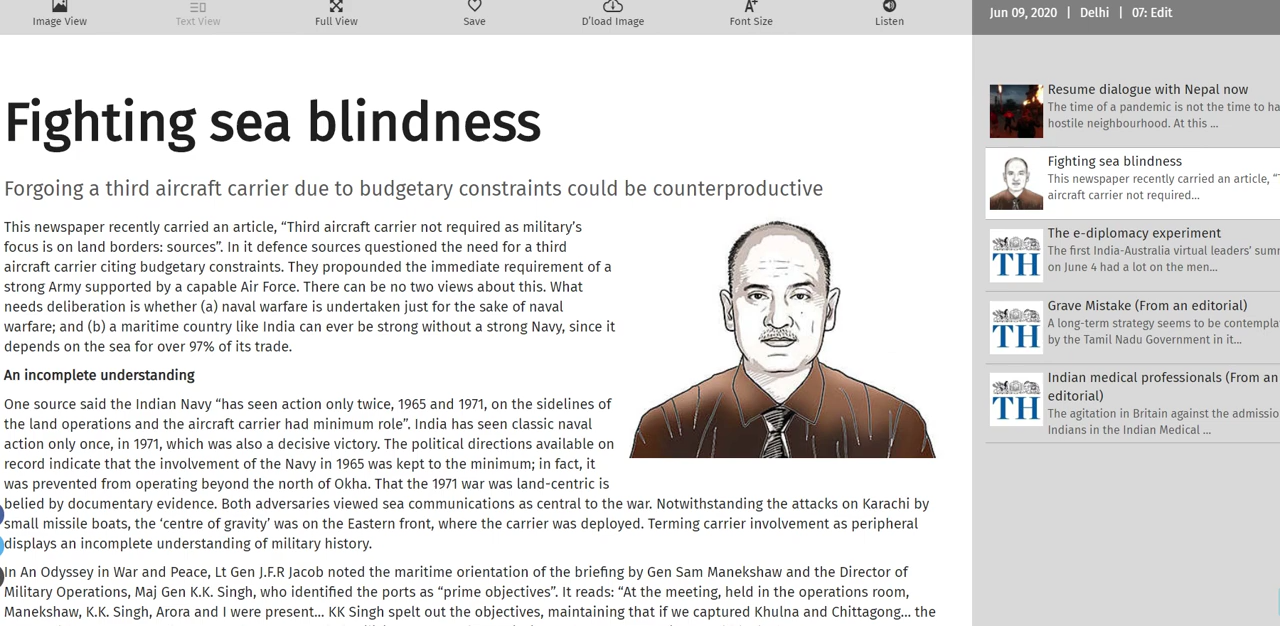 Image View
Text View
Full View
Save
D'load Image
Font Size
Listen
Jun 09, 2020 | Delhi | 07: Edit
Fighting sea blindness
Forgoing a third aircraft carrier due to budgetary constraints could be counterproductive
This newspaper recently carried an article, “Third aircraft carrier not required as military’s
focus is on land borders: sources”. In it defence sources questioned the need for a third
aircraft carrier citing budgetary constraints. They propounded the immediate requirement of a
strong Army supported by a capable Air Force. There can be no two views about this. What
needs deliberation is whether (a) naval warfare is undertaken just for the sake of naval
warfare; and (b) a maritime country like India can ever be strong without a strong Navy, since it
depends on the sea for over 97% of its trade.
An incomplete understanding
One source said the Indian Navy “has seen action only twice, 1965 and 1971, on the sidelines of
the land operations and the aircraft carrier had minimum role”. India has seen classic naval
action only once, in 1971, which was also a decisive victory. The political directions available on
record indicate that the involvement of the Navy in 1965 was kept to the minimum; in fact, it
was prevented from operating beyond the north of Okha. That the 1971 war was land-centric is
belied by documentary evidence. Both adversaries viewed sea communications as central to the war. Notwithstanding the attacks on Karachi by
small missile boats, the ‘centre of gravity’ was on the Eastern front, where the carrier was deployed. Terming carrier involvement as peripheral
displays an incomplete understanding of military history.
In An Odyssey in War and Peace, Lt Gen J.F.R Jacob noted the maritime orientation of the briefing by Gen Sam Manekshaw and the Director of
Military Operations, Maj Gen K.K. Singh, who identified the ports as “prime objectives”. It reads: “At the meeting, held in the operations room,
Manekshaw, K.K. Singh, Arora and I were present... KK Singh spelt out the objectives, maintaining that if we captured Khulna and Chittagong... the
Resume dialogue with Nepal now
The time of a pandemic is not the time to ha
hostile neighbourhood. At this ...
Fighting sea blindness
This newspaper recently carried an article, “T
aircraft carrier not required...
TH
The e-diplomacy experiment
The first India-Australia virtual leaders’ sum
on June 4 had a lot on the men...
TH
Grave Mistake (From an editorial)
A long-term strategy seems to be contempla
by the Tamil Nadu Government in it...
TH
Indian medical professionals (From an
editorial)
The agitation in Britain against the admissio
Indians in the Indian Medical ...